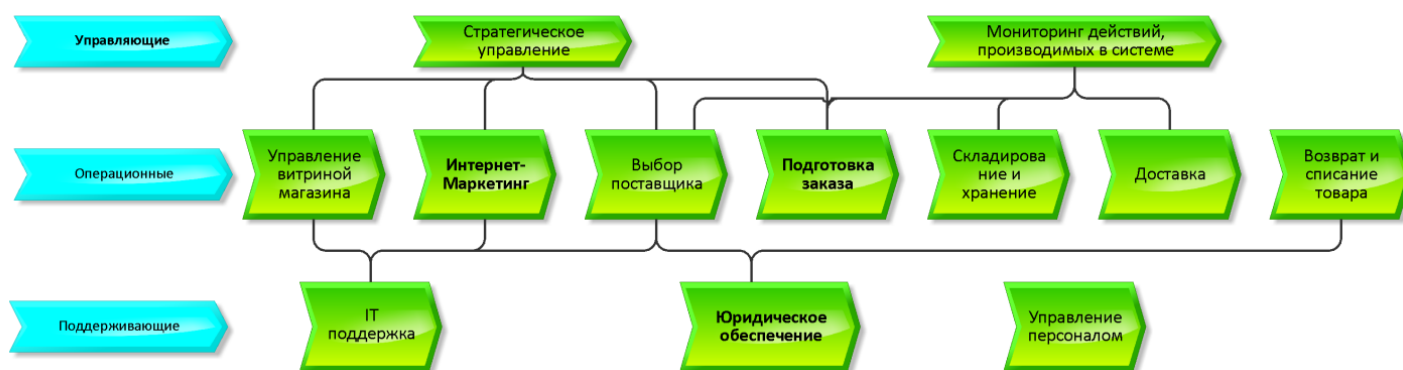 Управляющие
Стратегическое
управление
Мониторинг действий,
производимых в системе
Операционные
Управление
витриной
магазина
Интернет-
Маркетинг
Выбор
поставщика
Подготовка
заказа
Складирова
ние и
хранение
Доставка
Возврат и
списание
товара
Поддерживающие
IT
поддержка
Юридическое
обеспечение
Управление
персоналом